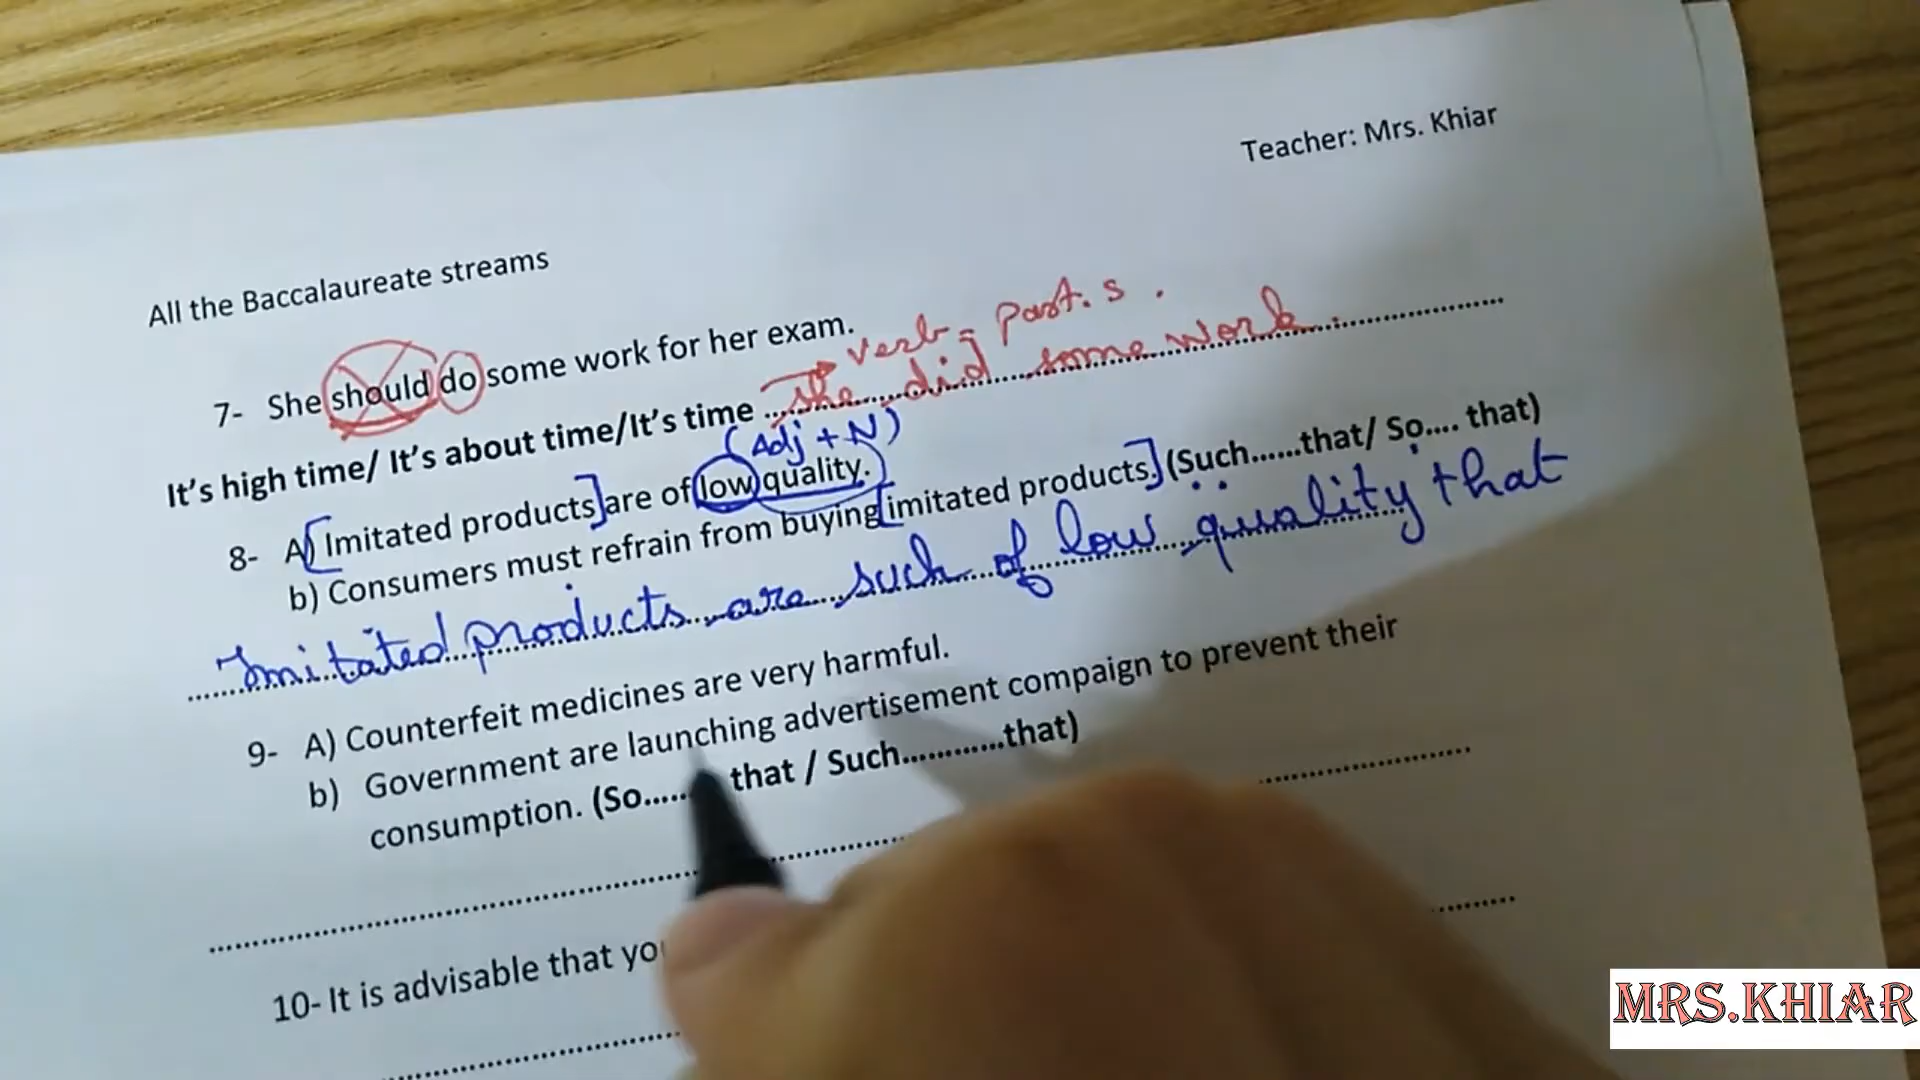 Teacher: Mrs. Khiar
All the Baccalaureate streams
verb - past. s.
7- She should do some work for her exam.
It's high time/ It's about time/It's time ........she did some work.....................
(Adj + N)
8- A) [Imitated products] are of low quality.
b) Consumers must refrain from buying [imitated products.] (Such......that/ So.... that)
Imitated products are such of low quality that
9- A) Counterfeit medicines are very harmful.
b) Government are launching advertisement compaign to prevent their
consumption. (So...... that / Such............that)
10- It is advisable that
MRS.KHIAR